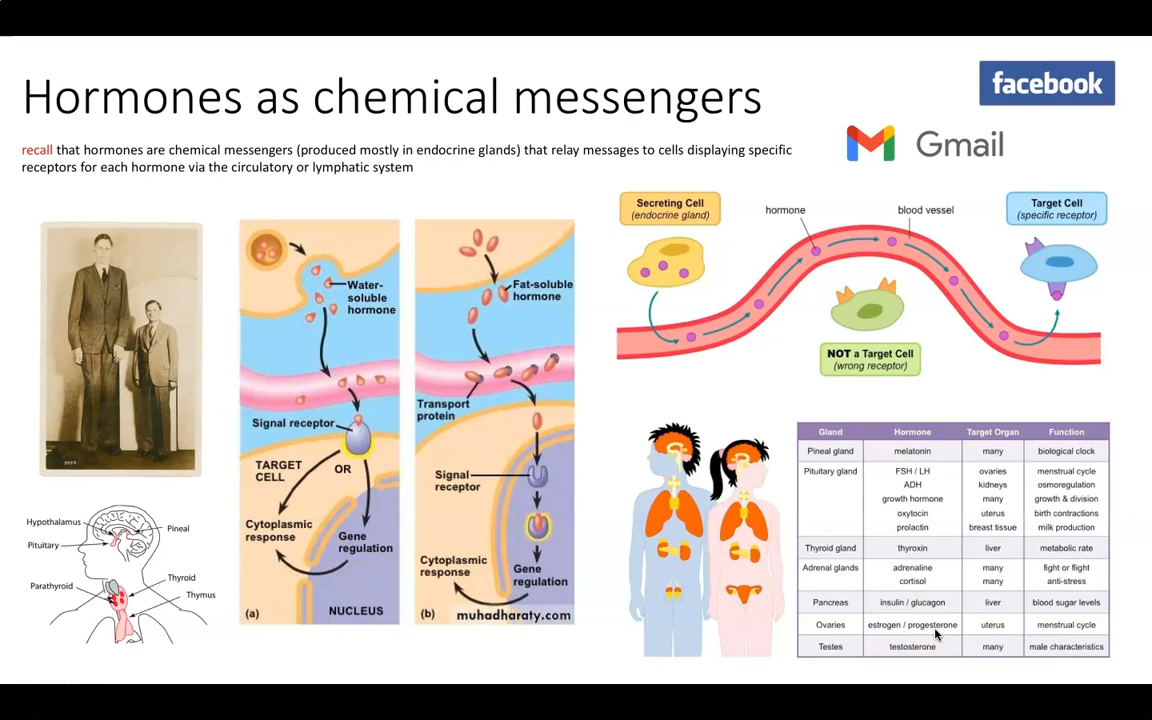 Hormones as chemical messengers
facebook
Gmail
recall that hormones are chemical messengers (produced mostly in endocrine glands) that relay messages to cells displaying specific
receptors for each hormone via the circulatory or lymphatic system
Hypothalamus
Pituitary
Parathyroid
Pineal
Thyroid
Thymus
Water-
soluble
hormone
Signal receptor
TARGET
CELL
OR
Cytoplasmic
response
Gene
regulation
(a)
NUCLEUS
Fat-soluble
hormone
Transport
protein
Signal
receptor
Cytoplasmic
response
Gene
regulation
(b)
muhadharaty.com
Secreting Cell
(endocrine gland)
hormone
blood vessel
Target Cell
(specific receptor)
NOT a Target Cell
(wrong receptor)
Gland Hormone Target Organ Function
Pineal gland melatonin many biological clock
Pituitary gland FSH / LH ovaries menstrual cycle
ADH kidneys osmoregulation
growth hormone many growth & division
oxytocin uterus birth contractions
prolactin breast tissue milk production
Thyroid gland thyroxin liver metabolic rate
Adrenal glands adrenaline many fight or flight
cortisol many anti-stress
Pancreas insulin / glucagon liver blood sugar levels
Ovaries estrogen / progesterone uterus menstrual cycle
Testes testosterone many male characteristics